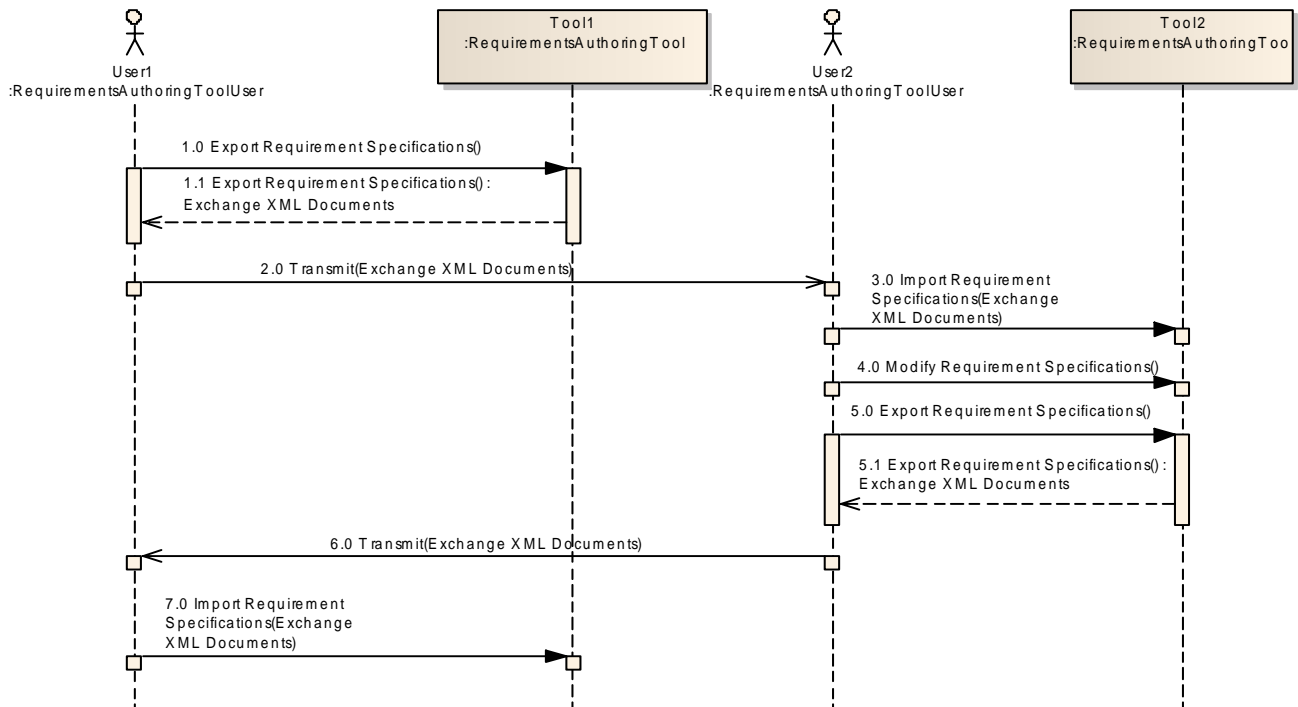 User1
:RequirementsAuthoringToolUser
Tool1
:RequirementsAuthoringTool
User2
:RequirementsAuthoringToolUser
Tool2
:RequirementsAuthoringToo
1.0 Export Requirement Specifications()
1.1 Export Requirement Specifications() :
Exchange XML Documents
2.0 Transmit(Exchange XML Documents)
3.0 Import Requirement
Specifications(Exchange
XML Documents)
4.0 Modify Requirement Specifications()
5.0 Export Requirement Specifications()
5.1 Export Requirement Specifications() :
Exchange XML Documents
6.0 Transmit(Exchange XML Documents)
7.0 Import Requirement
Specifications(Exchange
XML Documents)